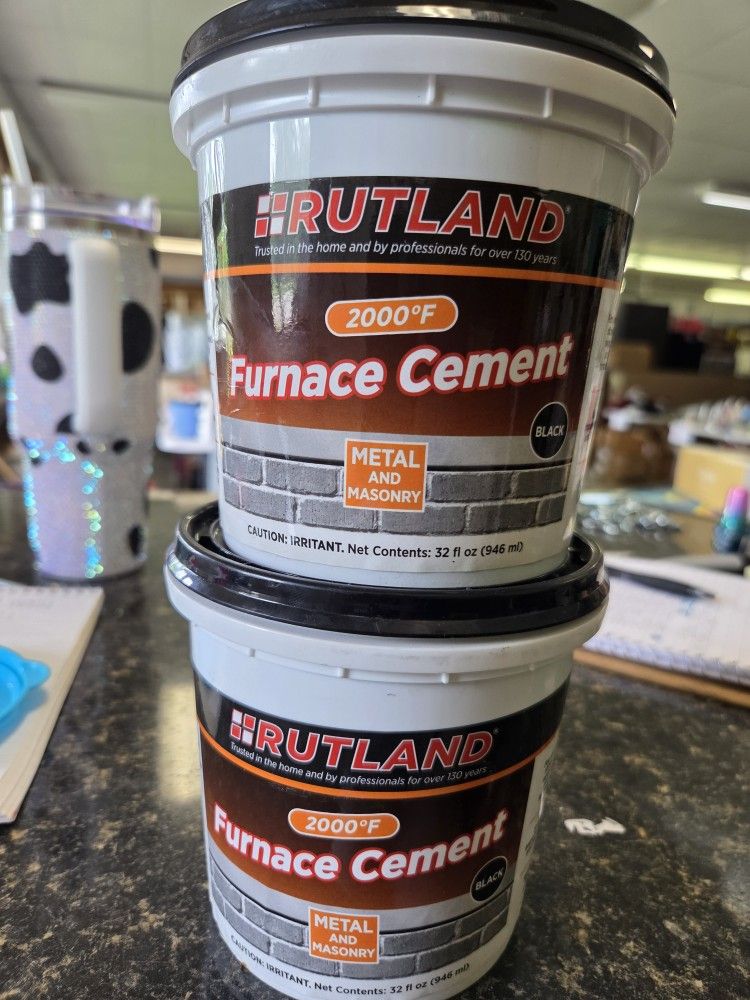 RUTLAND®
Trusted in the home and by professionals for over 130 years
2000°F
Furnace Cement
BLACK
METAL
AND
MASONRY
CAUTION: IRRITANT. Net Contents: 32 fl oz (946 ml)
RUTLAND®
Trusted in the home and by professionals for over 130 years
2000°F
Furnace Cement
BLACK
METAL
AND
MASONRY
CAUTION: IRRITANT. Net Contents: 32 fl oz (946 ml)